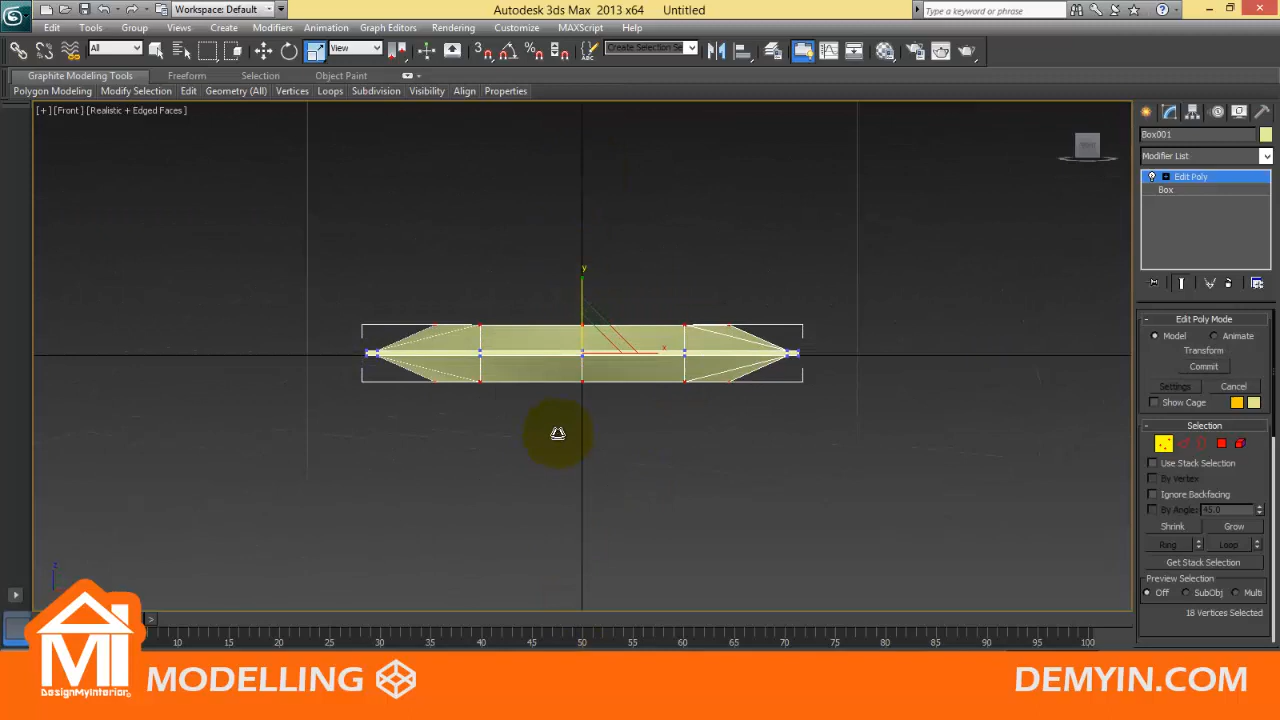 Workspace: Default
Autodesk 3ds Max 2013 x64 Untitled
Type a keyword or phrase
Edit Tools Group Views Create Modifiers Animation Graph Editors Rendering Customize MAXScript Help
All View 3 Create Selection Se
Graphite Modeling Tools Freeform Selection Object Paint
Polygon Modeling Modify Selection Edit Geometry (All) Vertices Loops Subdivision Visibility Align Properties
[+] [Front] [Realistic + Edged Faces]
Box001
Modifier List
Edit Poly
Box
y
x
z
Edit Poly Mode
Model Animate
Transform
Commit
Settings Cancel
Show Cage
Selection
Use Stack Selection
By Vertex
Ignore Backfacing
By Angle: 45.0
Shrink Grow
Ring Loop
Get Stack Selection
Preview Selection
Off SubObj Multi
18 Vertices Selected
10 15 20 25 30 35 40 45 50 55 60 65 70 75 80 85 90 95 100
MI
DesignMyInterior
MODELLING
DEMYIN.COM